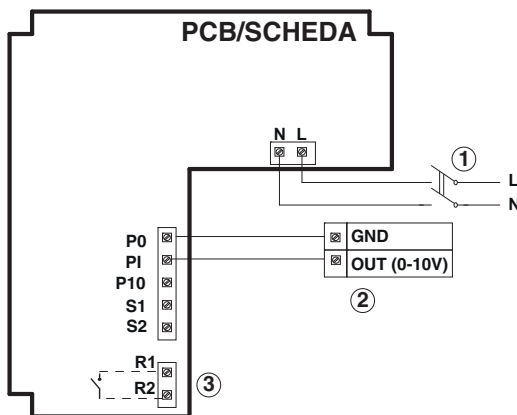 PCB/SCHEDA
N L
1
L
N
P0
GND
PI
OUT (0-10V)
P10
2
S1
S2
R1
R2
3